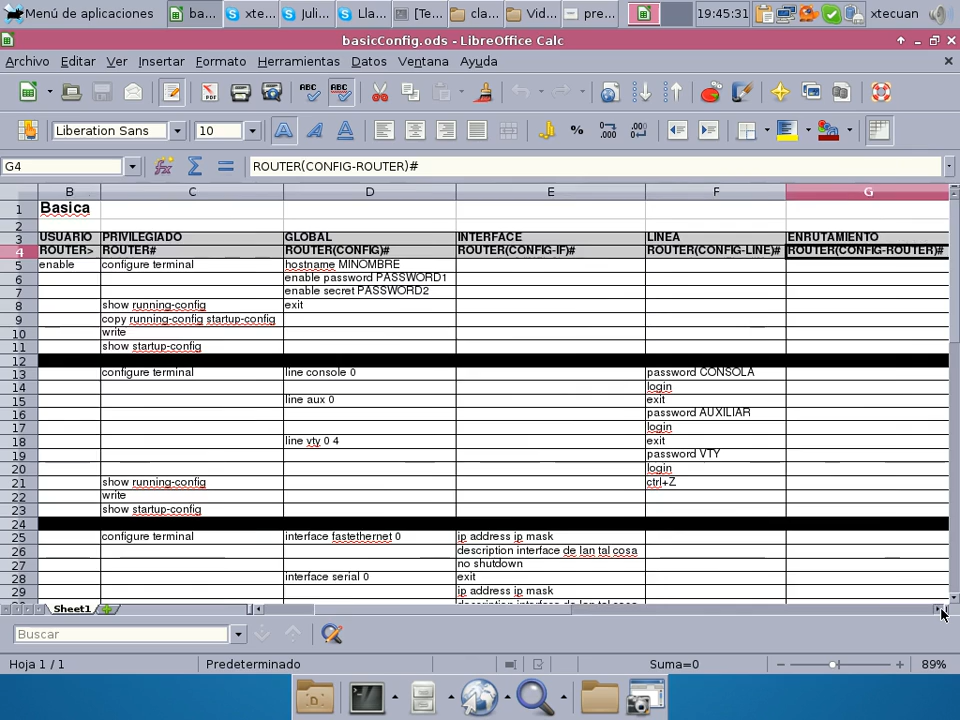 Menú de aplicaciones ba... xte... Juli... Lla... [Te... cla... Vid... pre... 19:45:31 xtecuan
basicConfig.ods - LibreOffice Calc
Archivo Editar Ver Insertar Formato Herramientas Datos Ventana Ayuda
Liberation Sans 10
G4 ROUTER(CONFIG-ROUTER)#
B C D E F G
1 Basica
2
3 USUARIO PRIVILEGIADO GLOBAL INTERFACE LINEA ENRUTAMIENTO
4 ROUTER> ROUTER# ROUTER(CONFIG)# ROUTER(CONFIG-IF)# ROUTER(CONFIG-LINE)# ROUTER(CONFIG-ROUTER)#
5 enable configure terminal hostname MINOMBRE
6 enable password PASSWORD1
7 enable secret PASSWORD2
8 show running-config exit
9 copy running-config startup-config
10 write
11 show startup-config
12
13 configure terminal line console 0 password CONSOLA
14 login
15 line aux 0 exit
16 password AUXILIAR
17 login
18 line vty 0 4 exit
19 password VTY
20 login
21 show running-config ctrl+Z
22 write
23 show startup-config
24
25 configure terminal interface fastethernet 0 ip address ip mask
26 description interface de lan tal cosa
27 no shutdown
28 interface serial 0 exit
29 ip address ip mask
description interface de lan tal cosa
Sheet1
Buscar
Hoja 1 / 1 Predeterminado Suma=0 89%